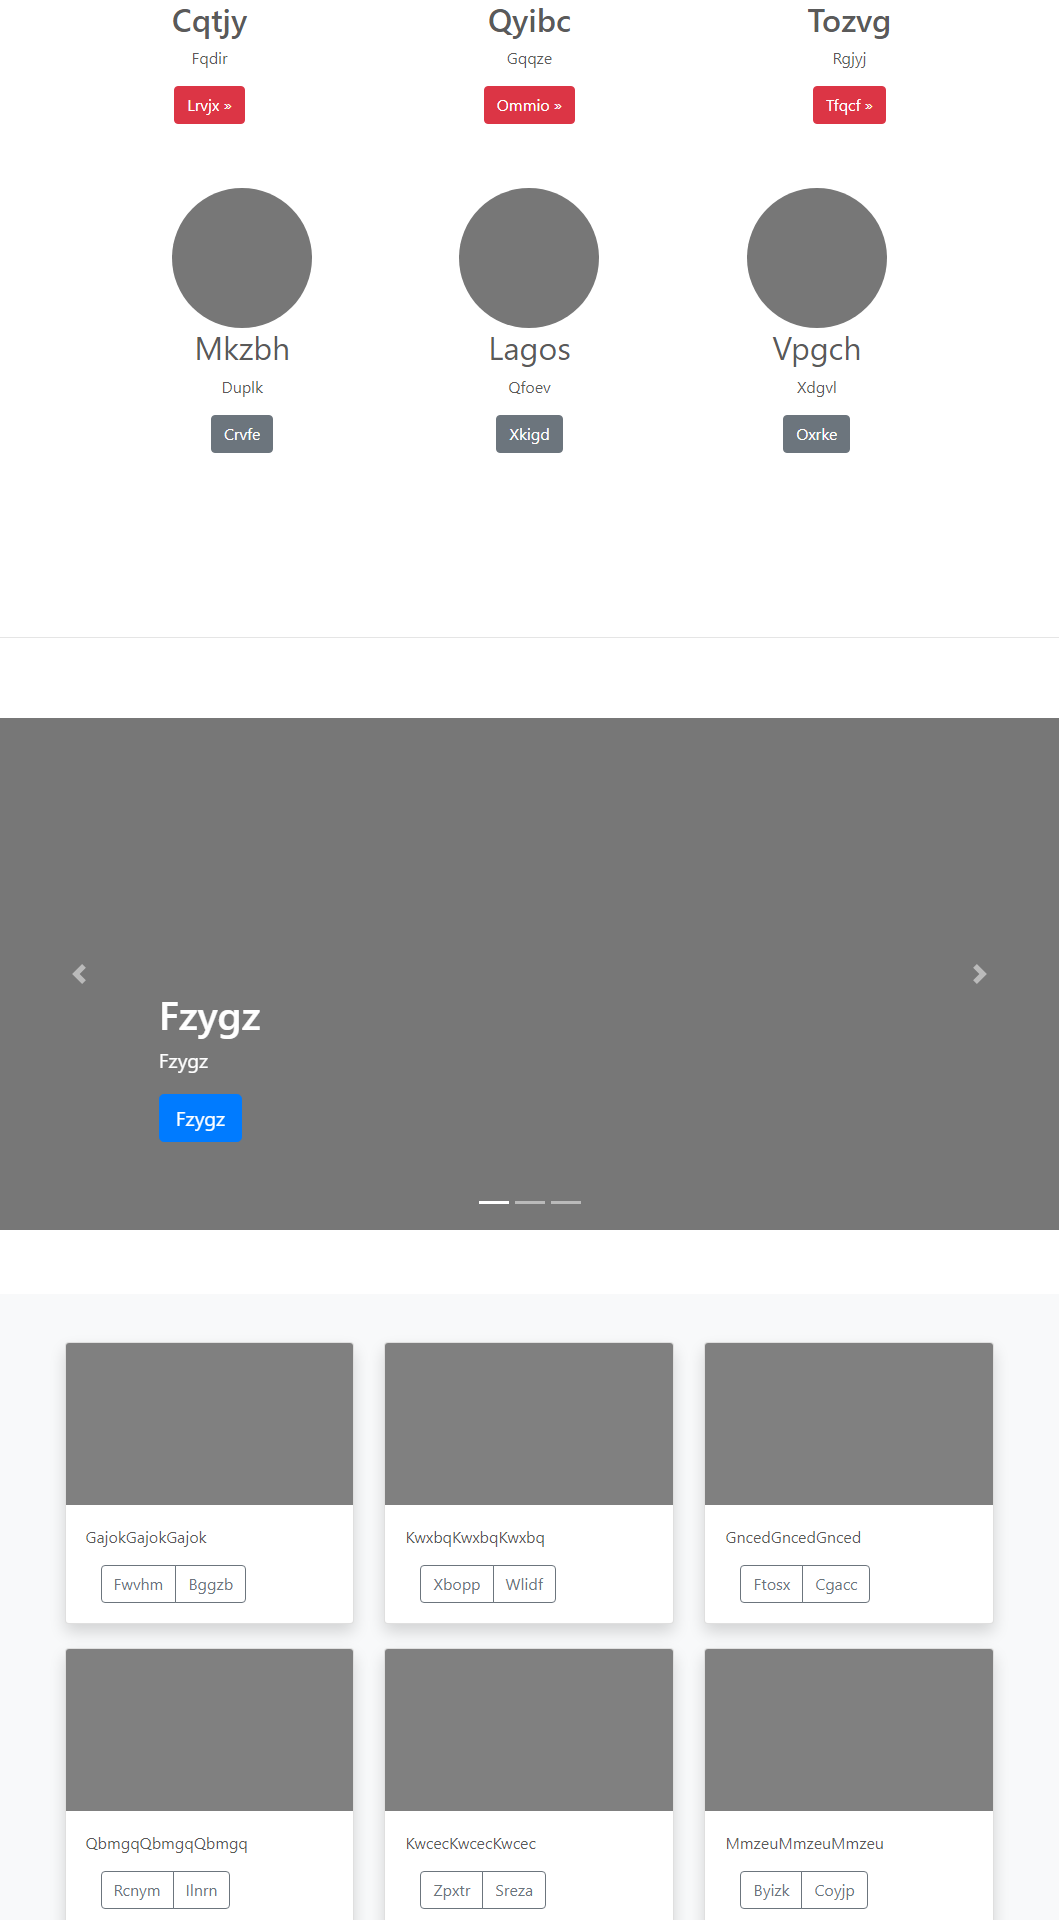 Cqtjy Qyibc Tozvg
Fqdir Gqqze Rgjyj
Lrvjx » Ommio » Tfqcf »
Mkzbh Lagos Vpgch
Duplk Qfoev Xdgvl
Crvfe Xkigd Oxrke
Fzygz
Fzygz
Fzygz
GajokGajokGajok KwxbqKwxbqKwxbq GncedGncedGnced
Fwvhm Bggzb Xbopp Wlidf Ftosx Cgacc
QbmgqQbmgqQbmgq KwcecKwcecKwcec MmzeuMmzeuMmzeu
Rcnym Ilnrn Zpxtr Sreza Byizk Coyjp